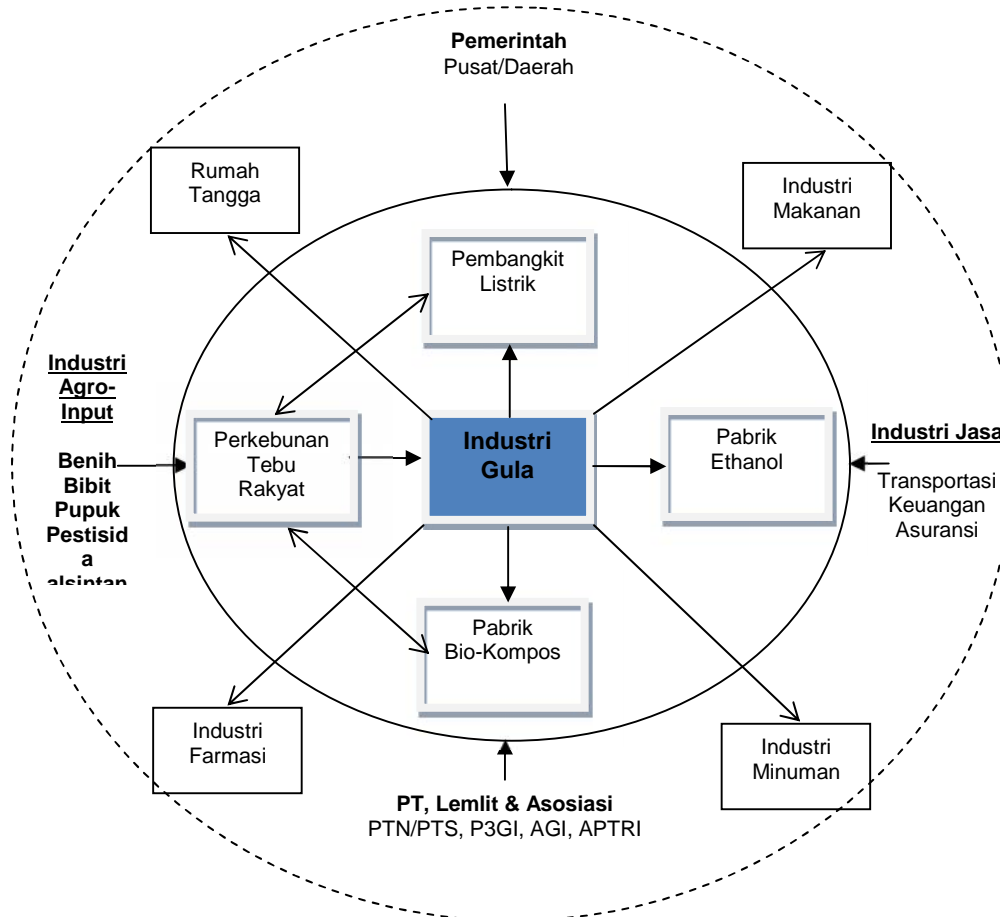 Pemerintah
Pusat/Daerah
Rumah
Tangga
Industri
Makanan
Pembangkit
Listrik
Industri
Agro-
Input
Benih
Bibit
Pupuk
Pestisid
a
alsintan
Perkebunan
Tebu
Rakyat
Industri
Gula
Pabrik
Ethanol
Industri Jasa
Transportasi
Keuangan
Asuransi
Pabrik
Bio-Kompos
Industri
Farmasi
Industri
Minuman
PT, Lemlit & Asosiasi
PTN/PTS, P3GI, AGI, APTRI